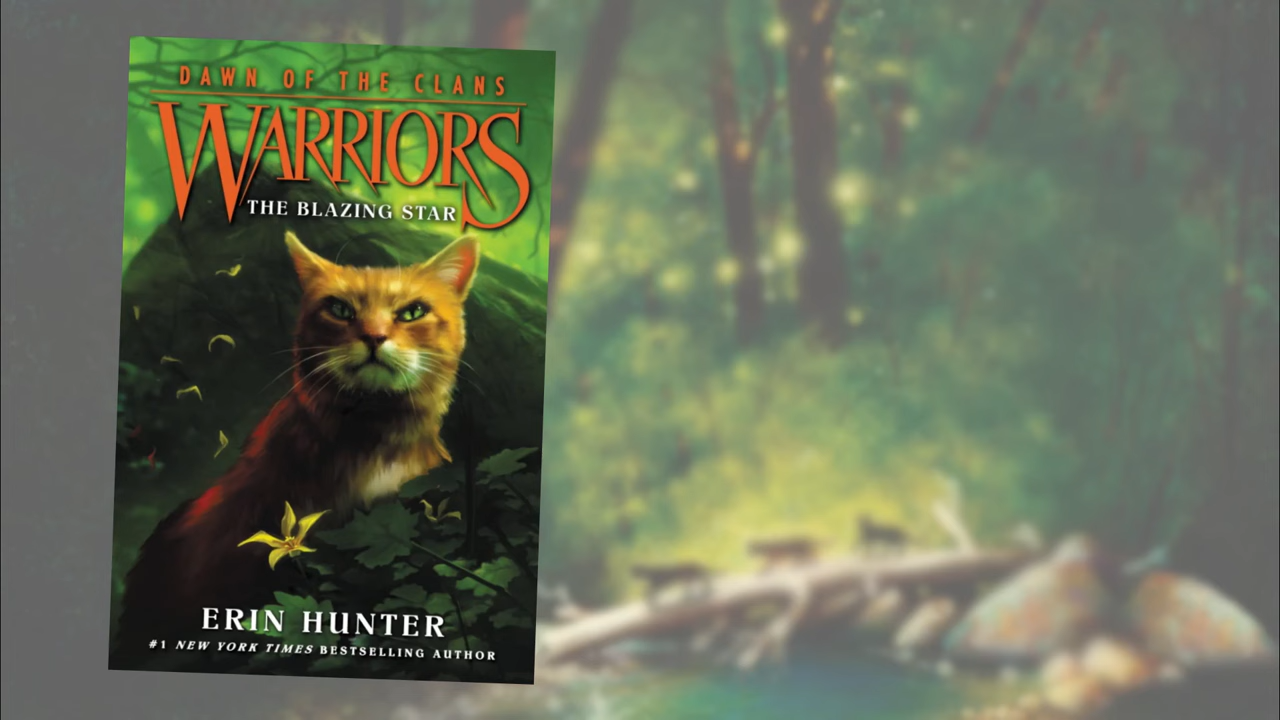 DAWN OF THE CLANS
WARRIORS
THE BLAZING STAR
ERIN HUNTER
#1 NEW YORK TIMES BESTSELLING AUTHOR